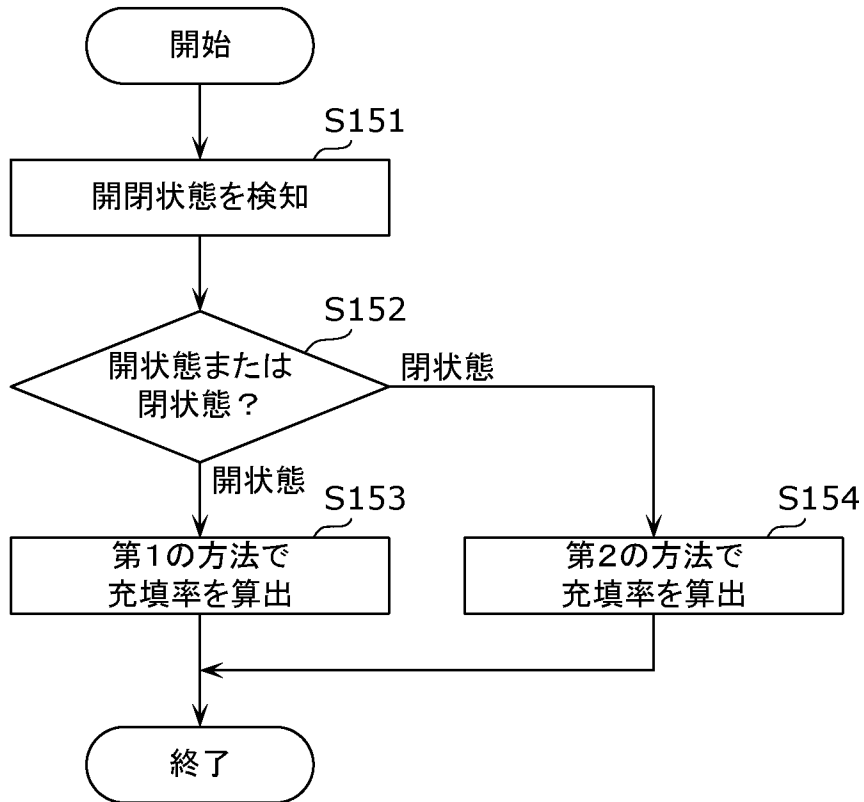 開始
S151
開閉状態を検知
S152
開状態または
閉状態？
閉状態
開状態
S153
第１の方法で
充填率を算出
S154
第２の方法で
充填率を算出
終了